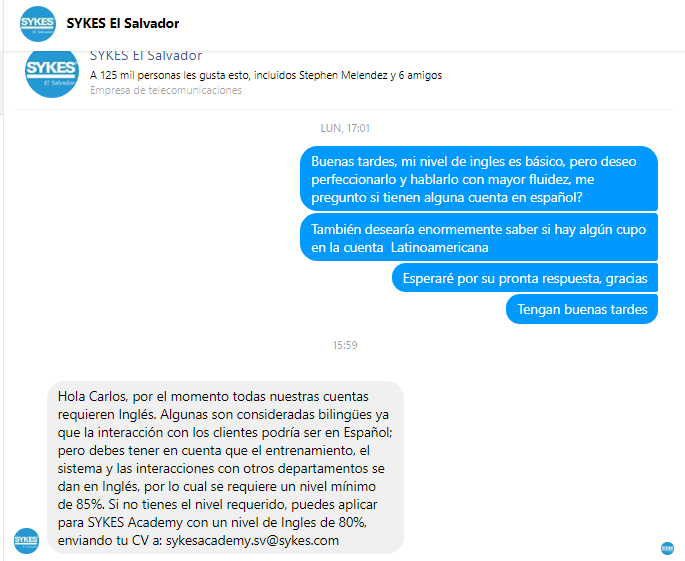 SYKES
El Salvador
SYKES El Salvador
SYKES El Salvador
SYKES
El Salvador
A 125 mil personas les gusta esto, incluidos Stephen Melendez y 6 amigos
Empresa de telecomunicaciones
LUN, 17:01
Buenas tardes, mi nivel de ingles es básico, pero deseo
perfeccionarlo y hablarlo con mayor fluidez, me
pregunto si tienen alguna cuenta en español?
También desearía enormemente saber si hay algún cupo
en la cuenta Latinoamericana
Esperaré por su pronta respuesta, gracias
Tengan buenas tardes
15:59
Hola Carlos, por el momento todas nuestras cuentas
requieren Inglés. Algunas son consideradas bilingües ya
que la interacción con los clientes podría ser en Español;
pero debes tener en cuenta que el entrenamiento, el
sistema y las interacciones con otros departamentos se
dan en Inglés, por lo cual se requiere un nivel mínimo
de 85%. Si no tienes el nivel requerido, puedes aplicar
para SYKES Academy con un nivel de Ingles de 80%,
enviando tu CV a: sykesacademy.sv@sykes.com
SYKES